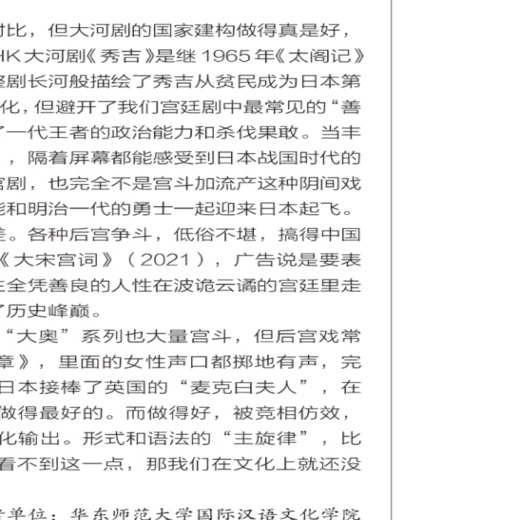 对比，但大河剧的国家建构做得真是好，
HK大河剧《秀吉》是继1965年《太阁记》
整剧长河般描绘了秀吉从贫民成为日本第
化，但避开了我们宫廷剧中最常见的“善
了一代王者的政治能力和杀伐果敢。当丰
，隔着屏幕都能感受到日本战国时代的
宫剧，也完全不是宫斗加流产这种阴间戏
能和明治一代的勇士一起迎来日本起飞。
差。各种后宫争斗，低俗不堪，搞得中国
《大宋宫词》（2021），广告说是要表
主全凭善良的人性在波诡云谲的宫廷里走
了历史峰巅。
“大奥”系列也大量宫斗，但后宫戏常
章》，里面的女性声口都掷地有声，完
日本接棒了英国的“麦克白夫人”，在
做得最好的。而做得好，被竞相仿效，
化输出。形式和语法的“主旋律”，比
看不到这一点，那我们在文化上就还没
单位：华东师范大学国际汉语文化学院